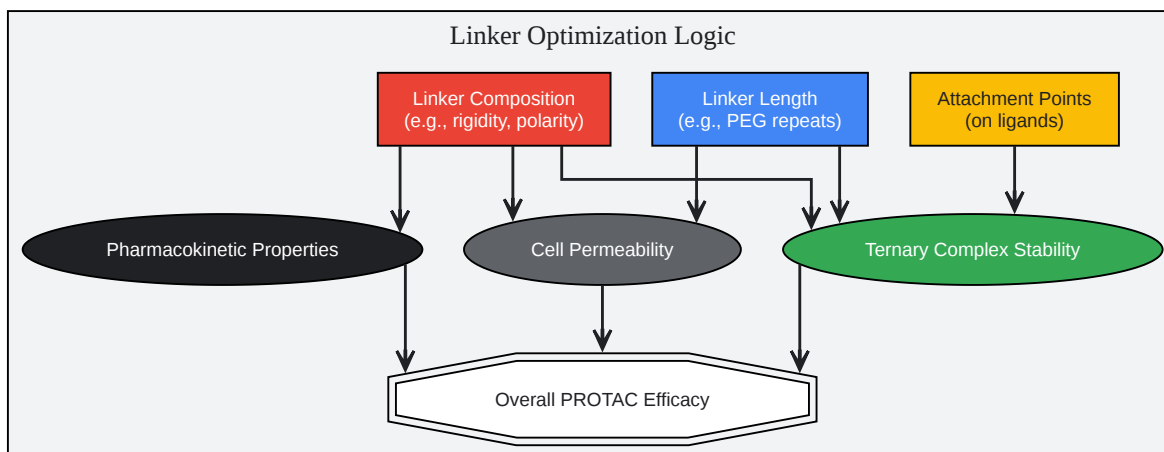 Linker Optimization Logic
Linker Composition
(e.g., rigidity, polarity)
Linker Length
(e.g., PEG repeats)
Attachment Points
(on ligands)
Pharmacokinetic Properties
Cell Permeability
Ternary Complex Stability
Overall PROTAC Efficacy